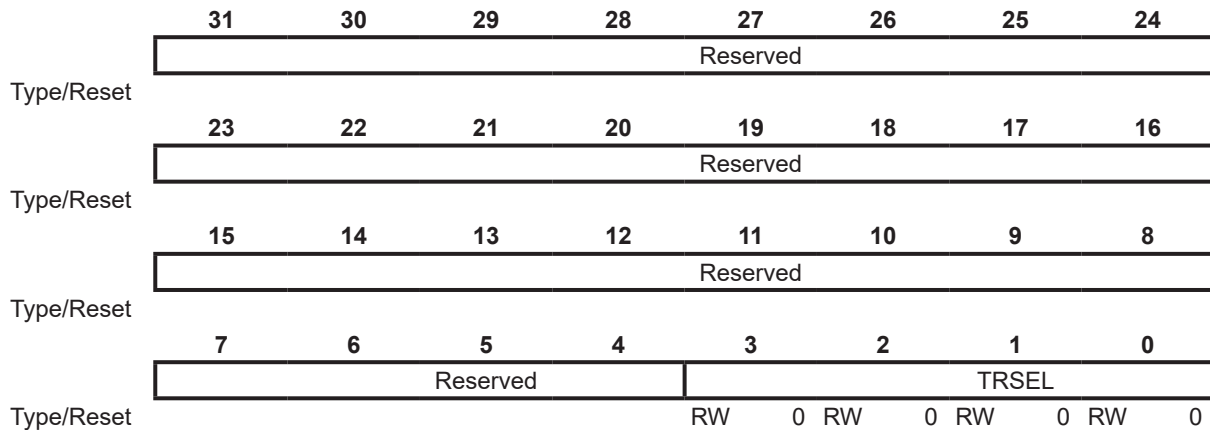 31 30 29 28 27 26 25 24
Reserved
Type/Reset
23 22 21 20 19 18 17 16
Reserved
Type/Reset
15 14 13 12 11 10 9 8
Reserved
Type/Reset
7 6 5 4 3 2 1 0
Reserved TRSEL
Type/Reset RW 0 RW 0 RW 0 RW 0